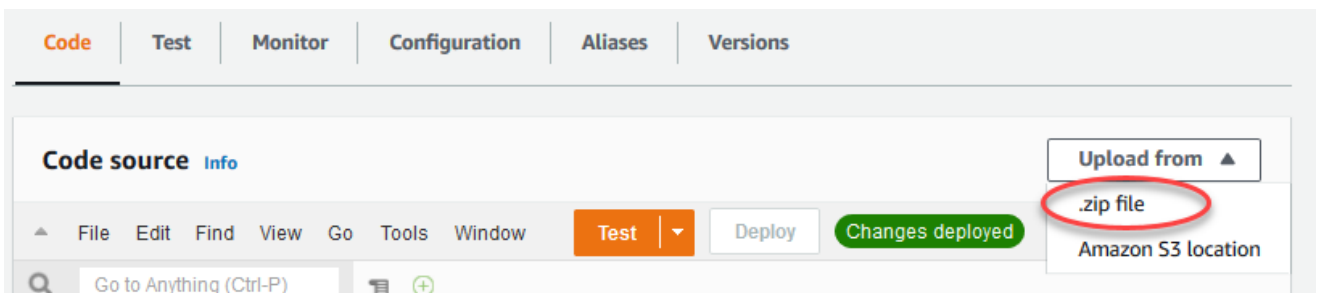 Code Test Monitor Configuration Aliases Versions
Code source Info
Upload from
.zip file
Amazon S3 location
File Edit Find View Go Tools Window Test Deploy Changes deployed
Go to Anything (Ctrl-P)